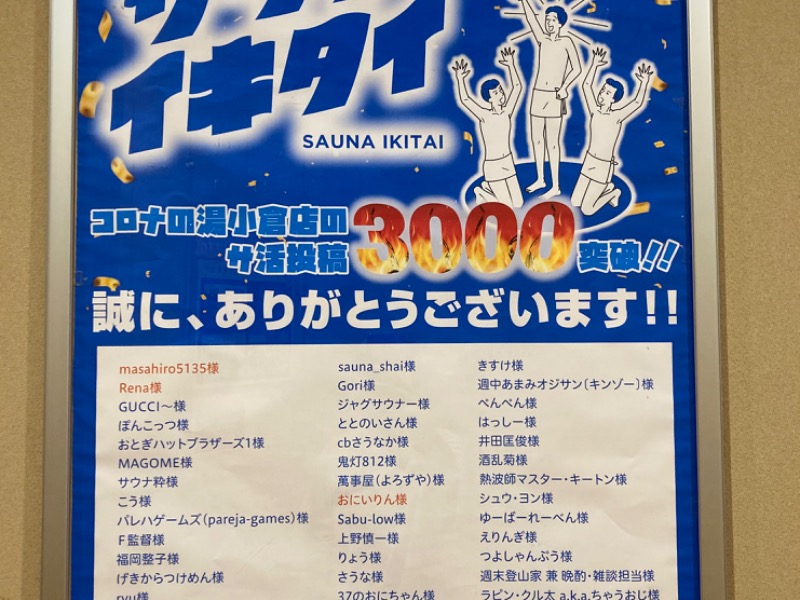 サウナ
イキタイ
SAUNA IKITAI
コロナの湯小倉店の
サ活投稿3000突破!!
誠に、ありがとうございます!!
masahiro5135様
Rena様
GUCCI〜様
ぽんこっつ様
おとぎハットブラザーズ1様
MAGOME様
サウナ粋様
こう様
パレハゲームズ(pareja-games)様
F監督様
福岡整子様
げきからつけめん様
ryu様
sauna_shai様
Gori様
ジャグサウナー様
ととのいさん様
cbさうなか様
鬼灯812様
萬事屋(よろずや)様
おにいりん様
Sabu-low様
上野慎一様
りょう様
さうな様
37のおにちゃん様
きすけ様
週中あまみオジサン〔キンゾー〕様
ぺんぺん様
はっしー様
井田匡俊様
酒乱菊様
熱波師マスター・キートン様
シュウ・ヨン様
ゆーぱーれーべん様
えりんぎ様
つよしゃんぷう様
週末登山家 兼 晩酌・雑談担当様
ラビン・クル太 a.k.a.ちゃうおじ様